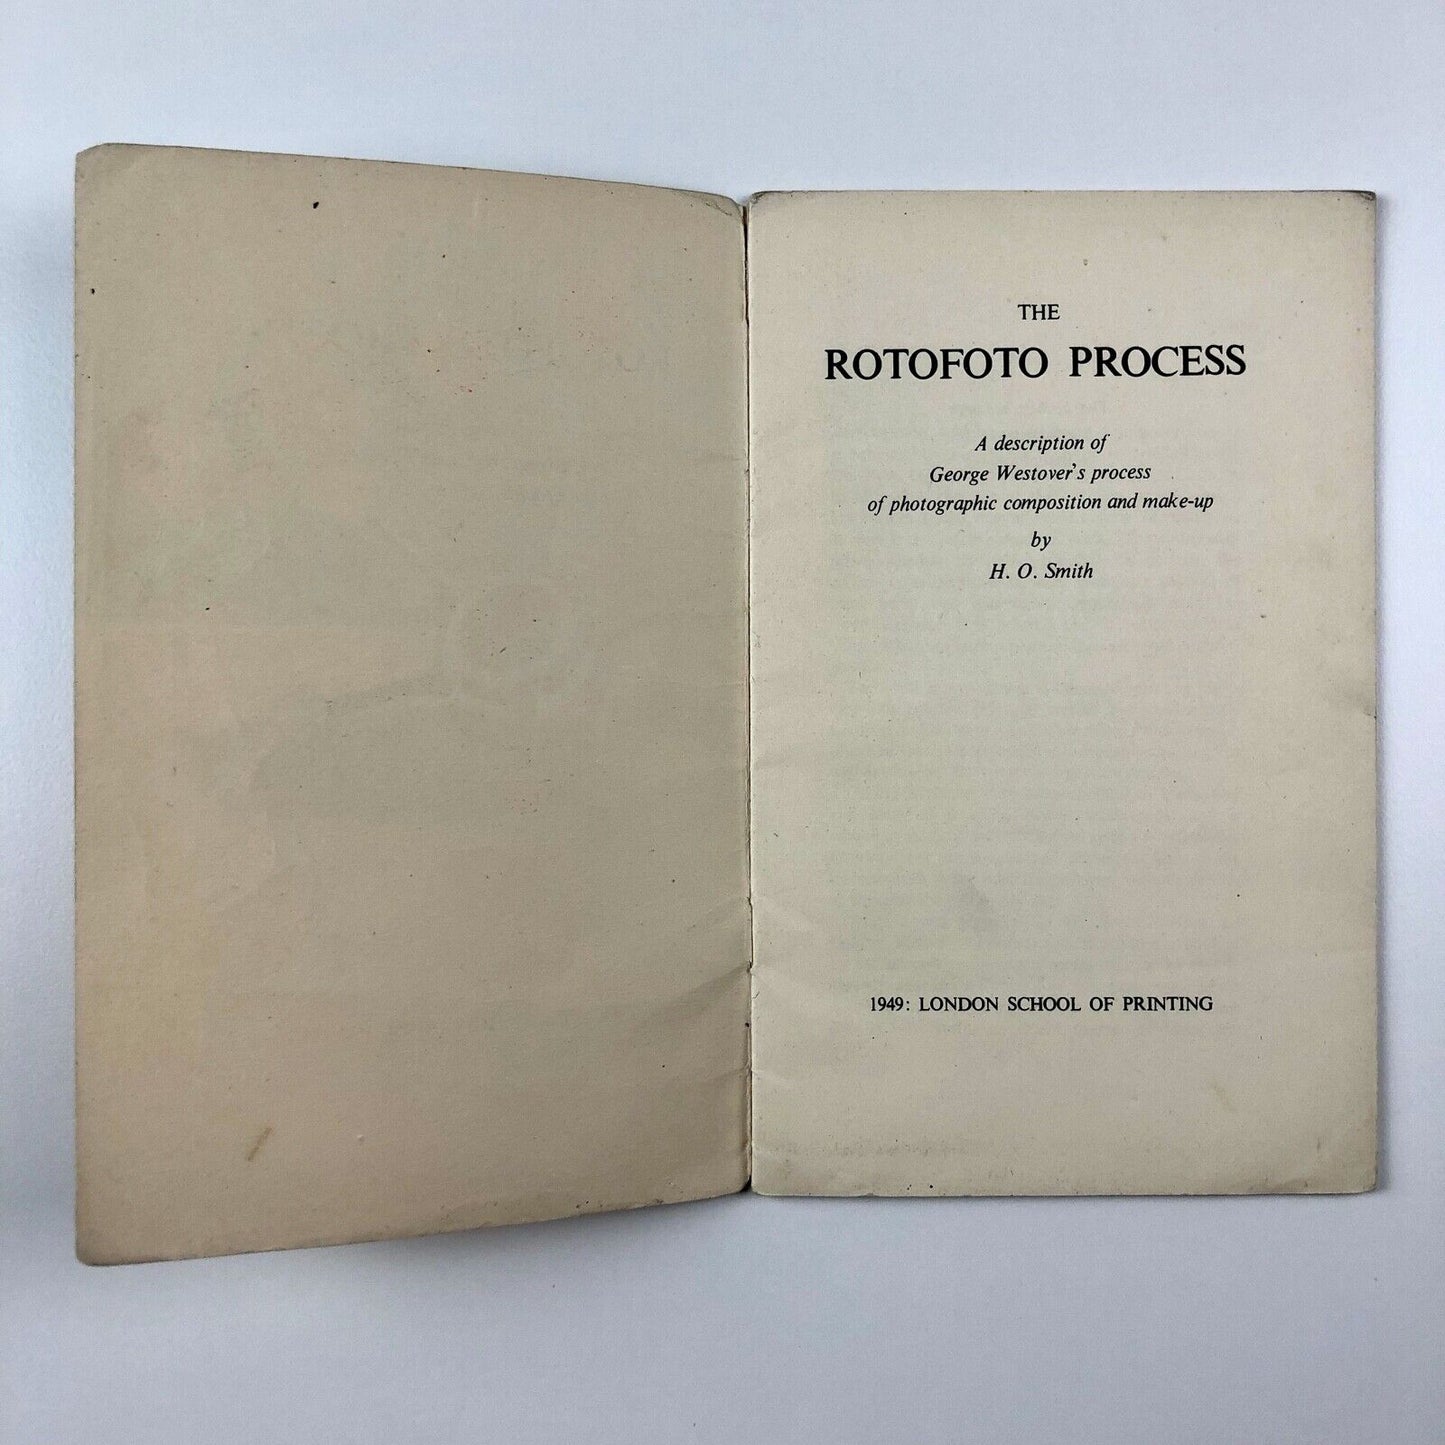 THE
ROTOFOTO PROCESS
A description of
George Westover's process
of photographic composition and make-up
by
H. O. Smith
1949: LONDON SCHOOL OF PRINTING